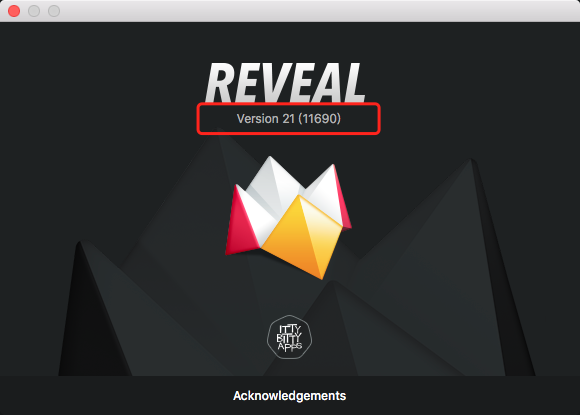 REVEAL
Version 21 (11690)
ITTY
BITTY
APPS
Acknowledgements